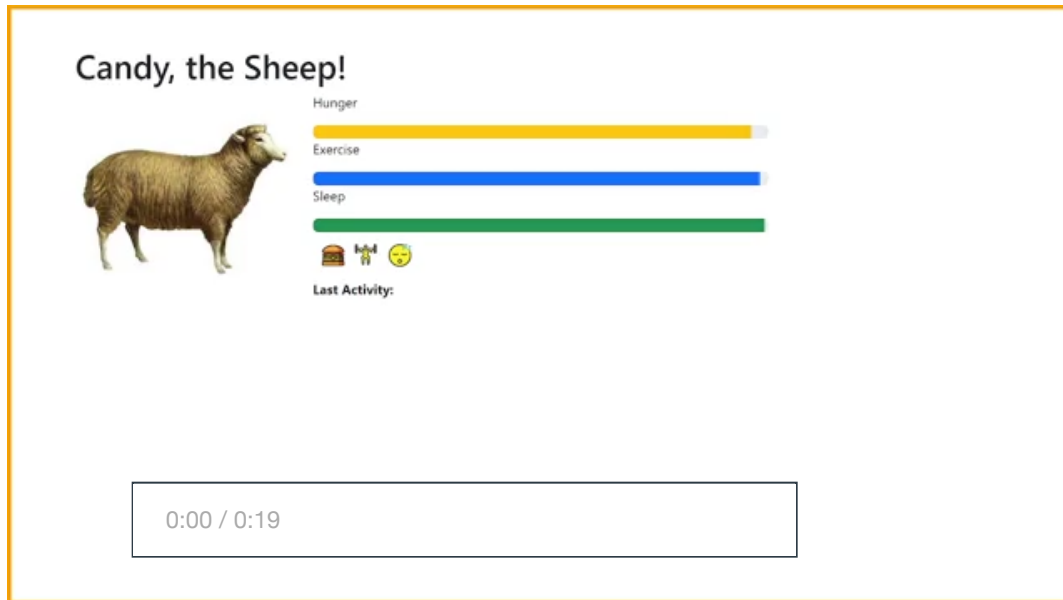 Candy, the Sheep!
Hunger
Exercise
Sleep
Last Activity:
0:00 / 0:19